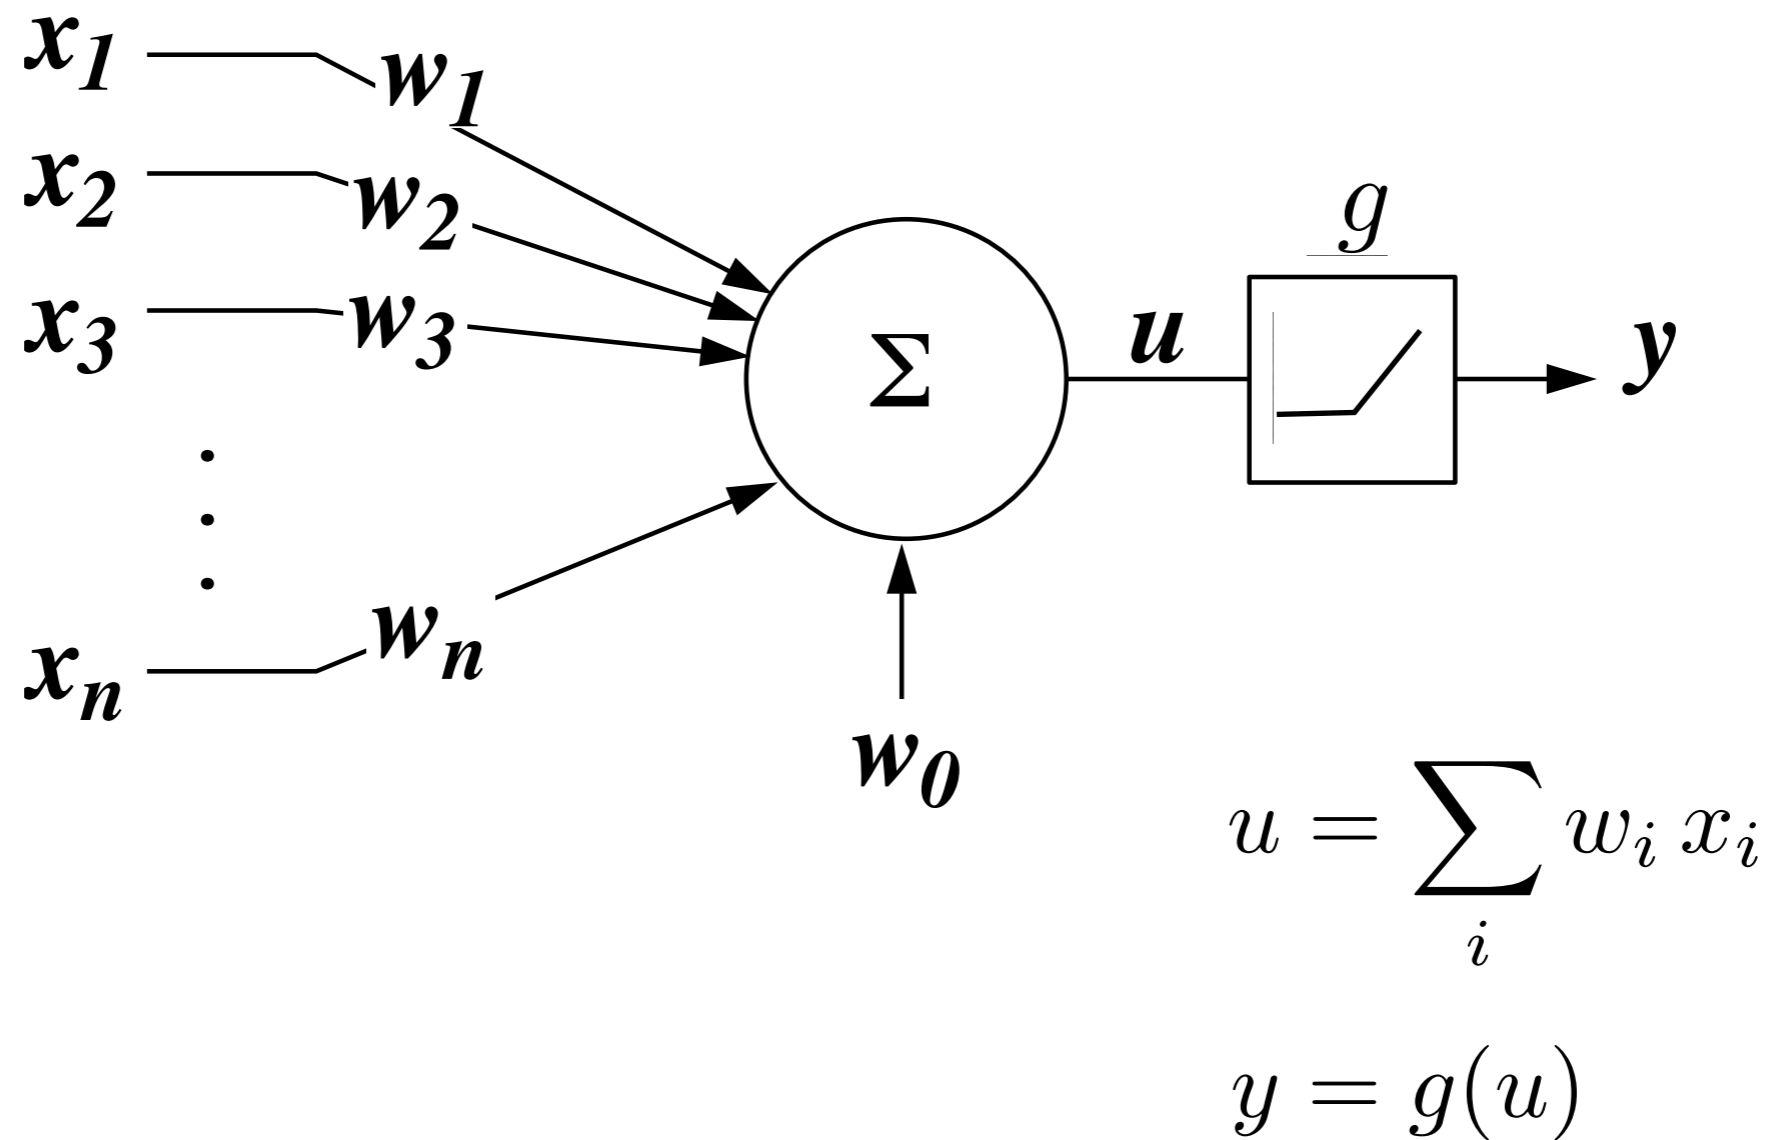 x₁ w₁
x₂ w₂
g
x₃ w₃
Σ u y
xₙ wₙ
w₀
u = ∑ᵢ wᵢ xᵢ
y = g(u)